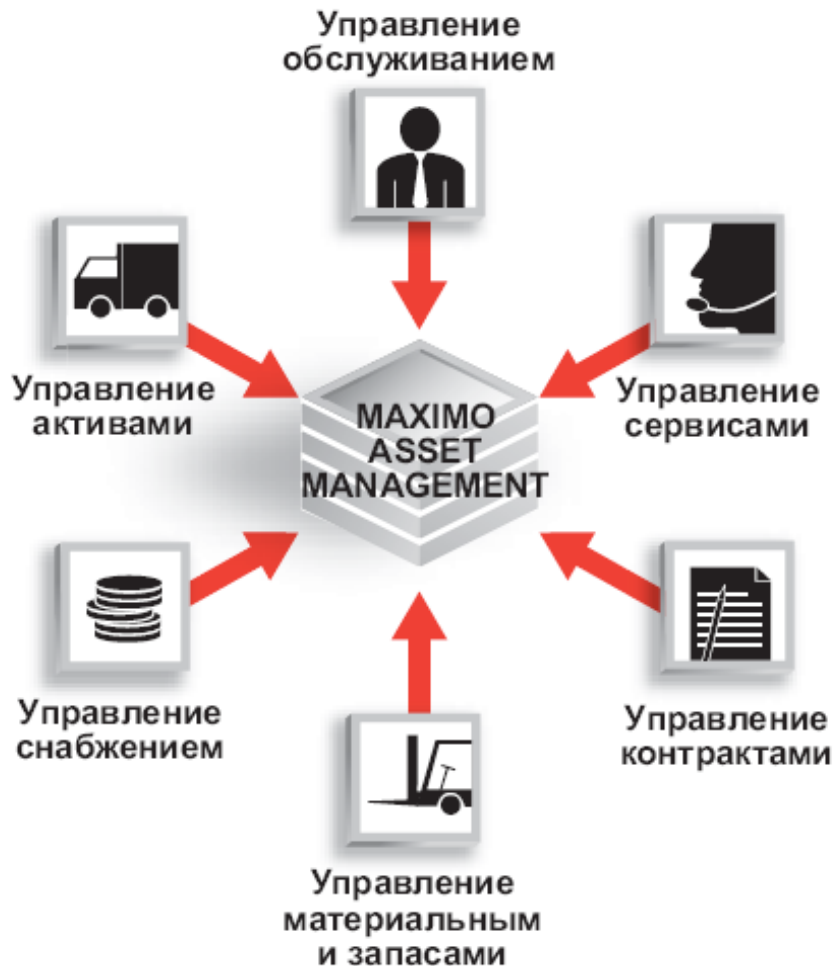 Управление
обслуживанием
Управление
активами
Управление
сервисами
MAXIMO
ASSET
MANAGEMENT
Управление
снабжением
Управление
контрактами
Управление
материальным
и запасами